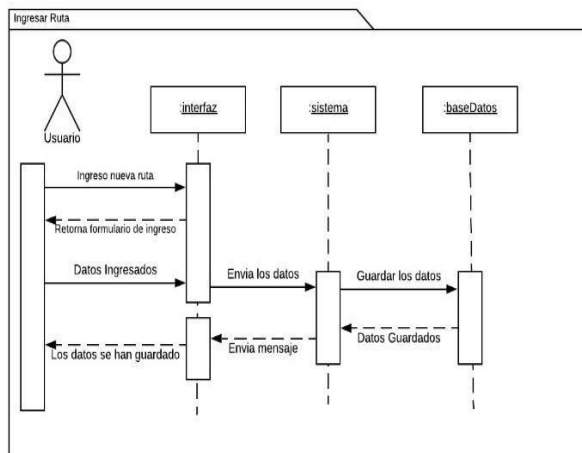 Ingresar Ruta
:interfaz
:sistema
:baseDatos
Usuario
Ingreso nueva ruta
Retorna formulario de ingreso
Datos Ingresados
Envia los datos
Guardar los datos
Datos Guardados
Envia mensaje
Los datos se han guardado